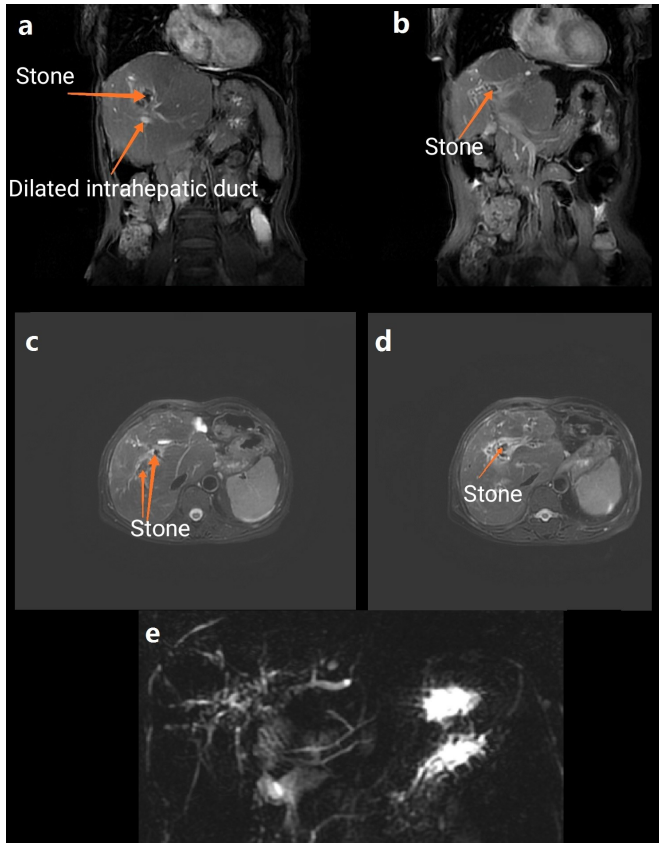 a
Stone
Dilated intrahepatic duct
b
Stone
c
Stone
d
Stone
e